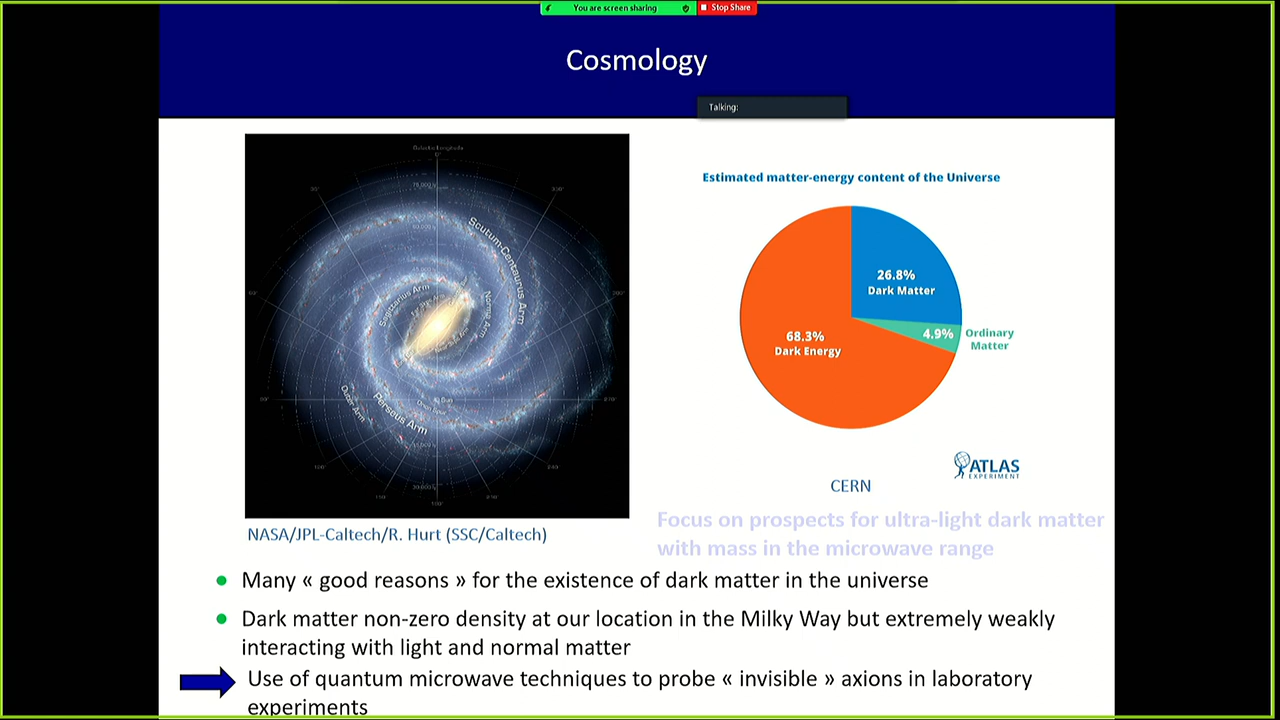 You are screen sharing
Stop Share
Cosmology
Talking:
Galactic Longitude
0°
Scutum-Centaurus Arm
Sagittarius Arm
Norma Arm
Perseus Arm
Outer Arm
Sun
Estimated matter-energy content of the Universe
26.8%
Dark Matter
4.9%
Ordinary
Matter
68.3%
Dark Energy
ATLAS
EXPERIMENT
CERN
NASA/JPL-Caltech/R. Hurt (SSC/Caltech)
Focus on prospects for ultra-light dark matter
with mass in the microwave range
Many « good reasons » for the existence of dark matter in the universe
Dark matter non-zero density at our location in the Milky Way but extremely weakly
interacting with light and normal matter
Use of quantum microwave techniques to probe « invisible » axions in laboratory
experiments